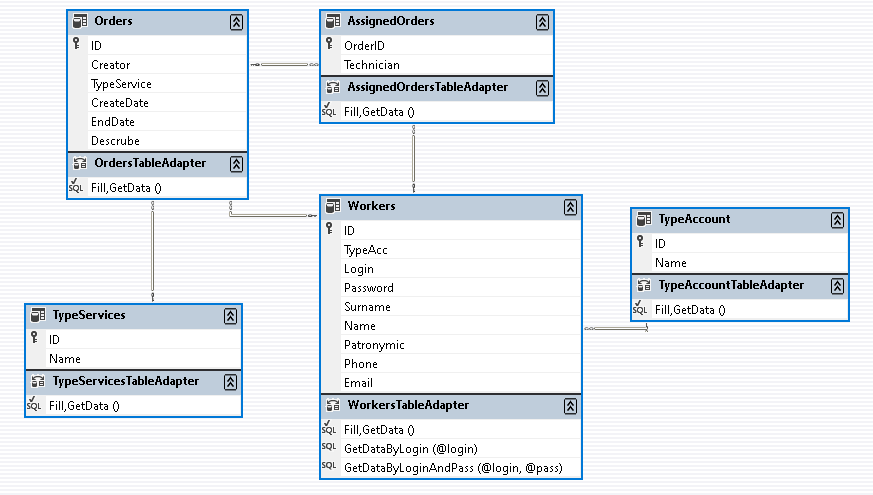 Orders
ID
Creator
TypeService
CreateDate
EndDate
Descrube
OrdersTableAdapter
SQL Fill,GetData ()
AssignedOrders
OrderID
Technician
AssignedOrdersTableAdapter
SQL Fill,GetData ()
Workers
ID
TypeAcc
Login
Password
Surname
Name
Patronymic
Phone
Email
WorkersTableAdapter
SQL Fill,GetData ()
SQL GetDataByLogin (@login)
SQL GetDataByLoginAndPass (@login, @pass)
TypeAccount
ID
Name
TypeAccountTableAdapter
SQL Fill,GetData ()
TypeServices
ID
Name
TypeServicesTableAdapter
SQL Fill,GetData ()